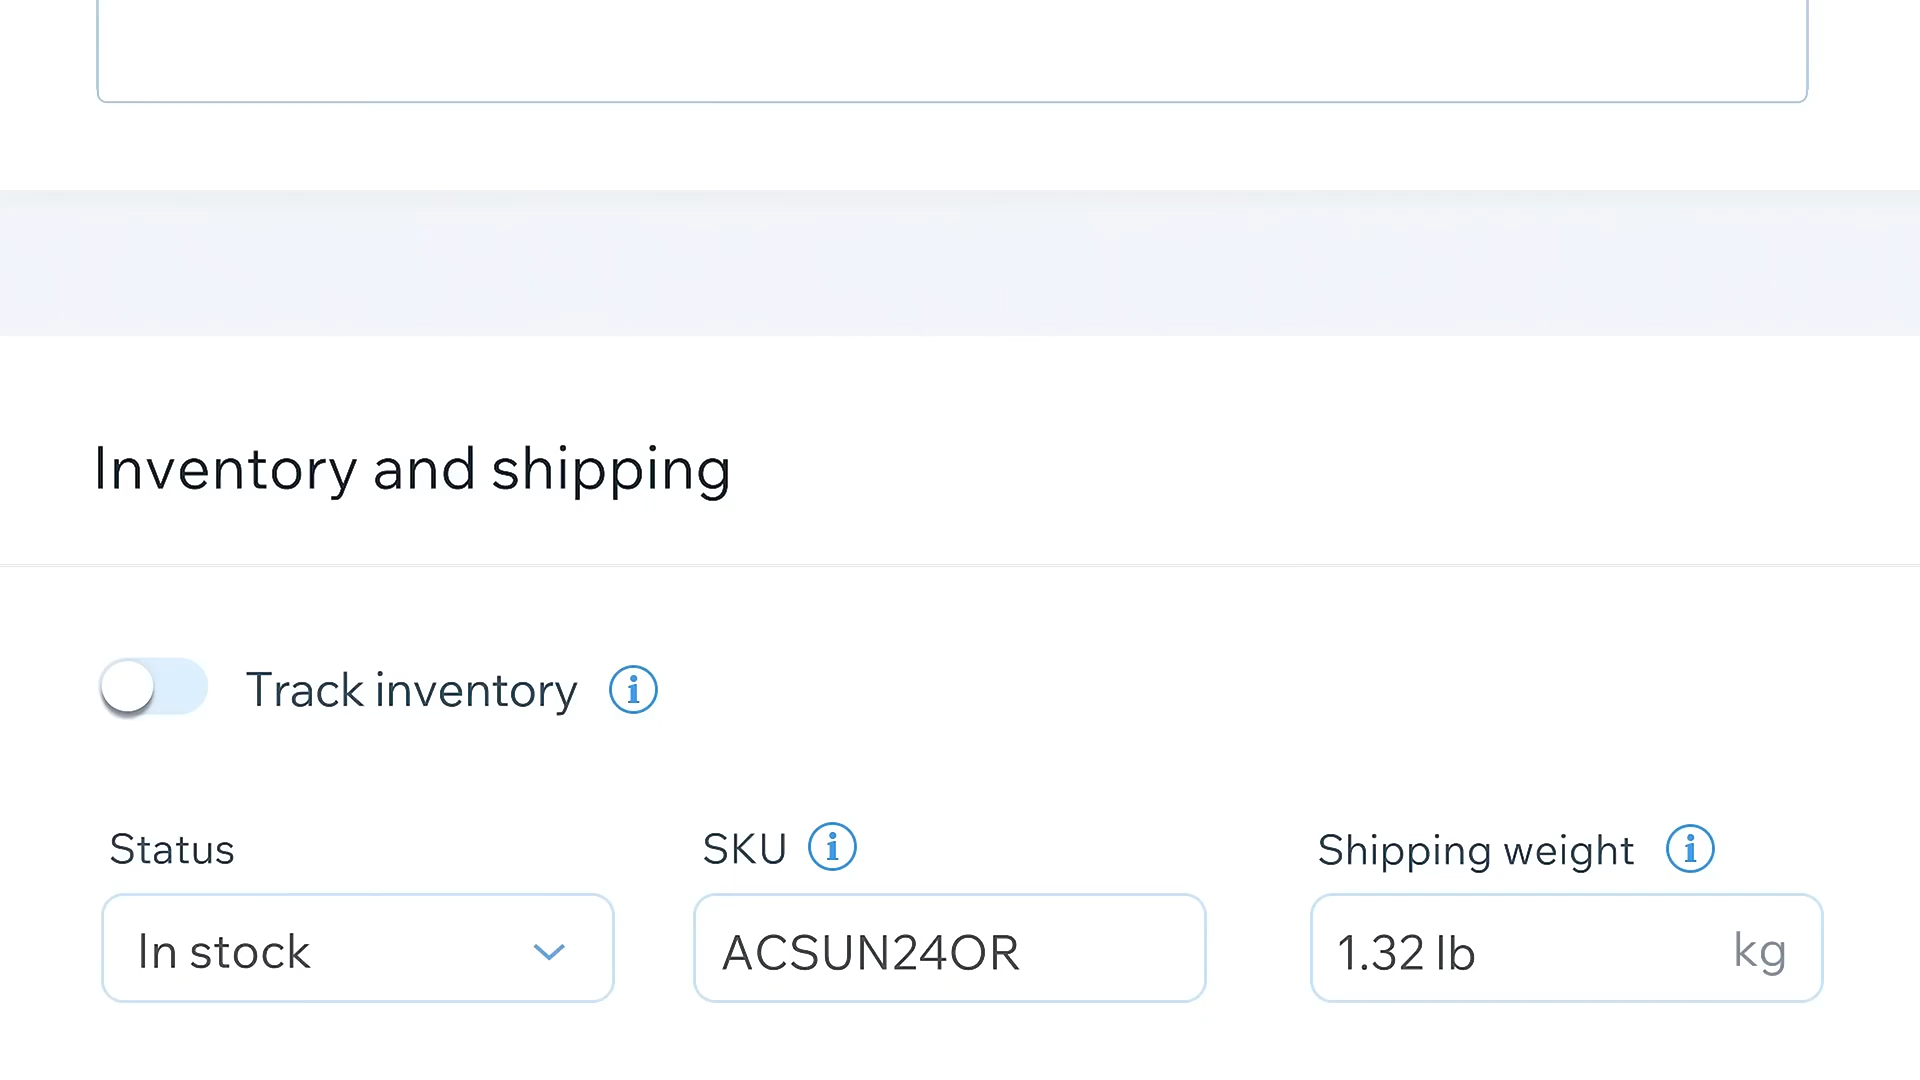 Inventory and shipping
Track inventory
Status
SKU
Shipping weight
In stock
ACSUN24OR
1.32 lb
kg